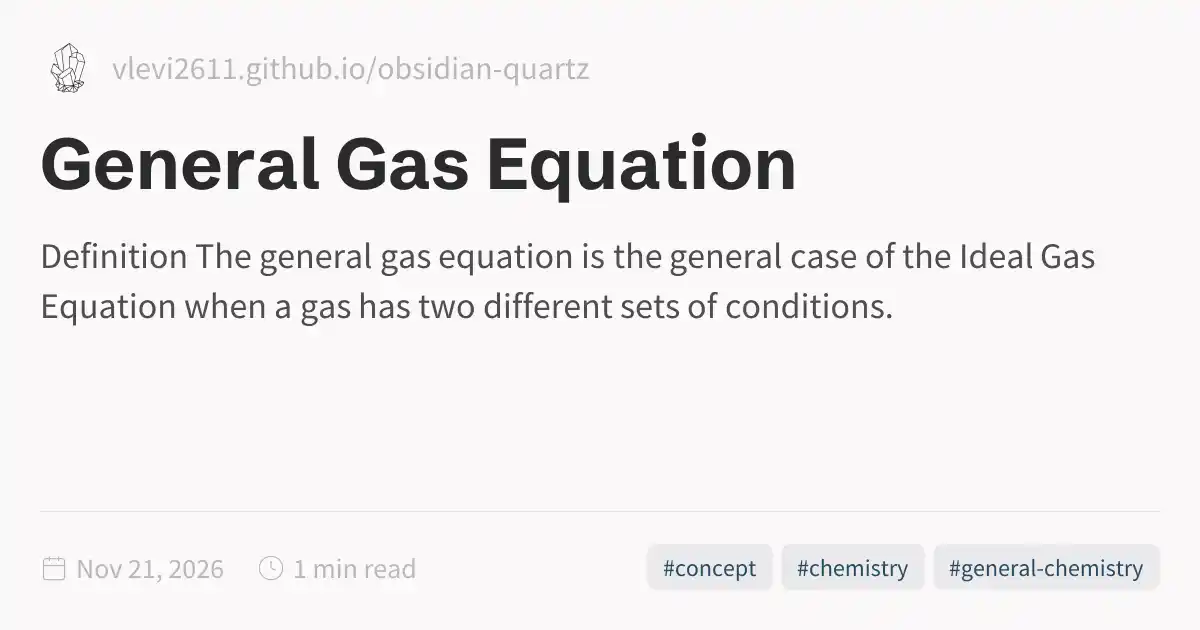 vlevi2611.github.io/obsidian-quartz
General Gas Equation
Definition The general gas equation is the general case of the Ideal Gas
Equation when a gas has two different sets of conditions.
Nov 21, 2026 1 min read #concept #chemistry #general-chemistry